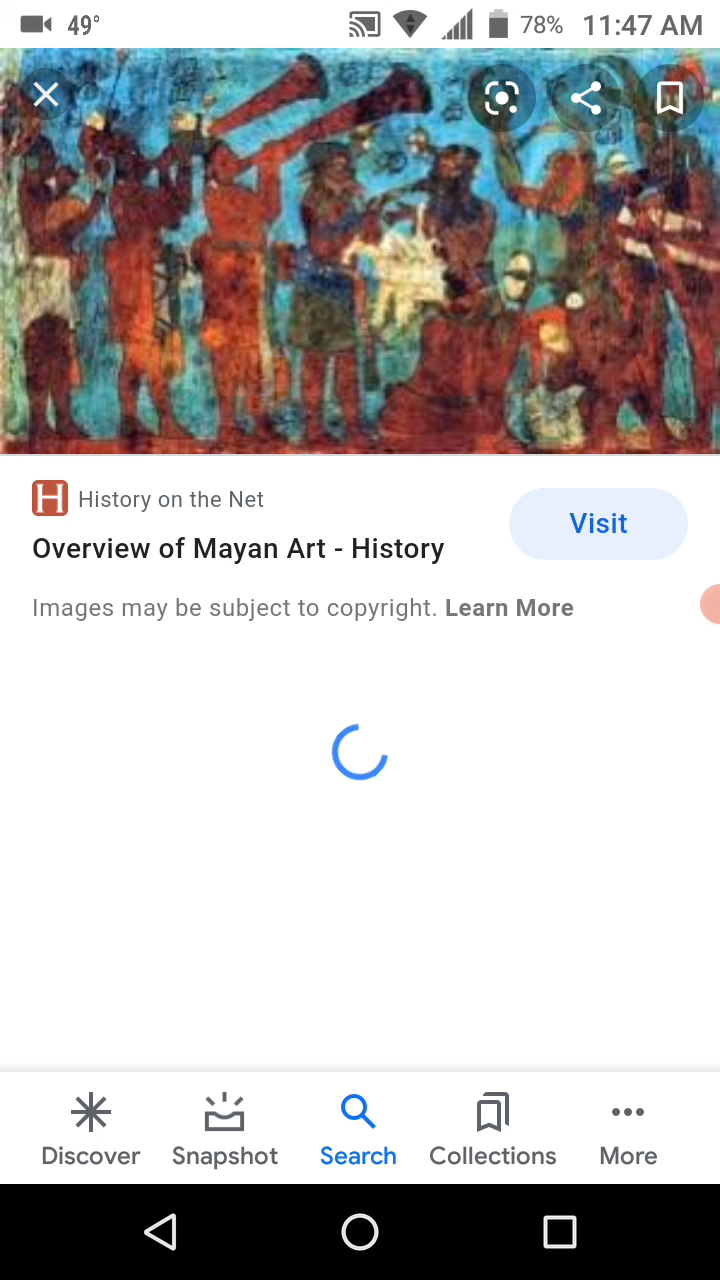 49°
78%
11:47 AM
H
History on the Net
Visit
Overview of Mayan Art - History
Images may be subject to copyright. Learn More
Discover
Snapshot
Search
Collections
More